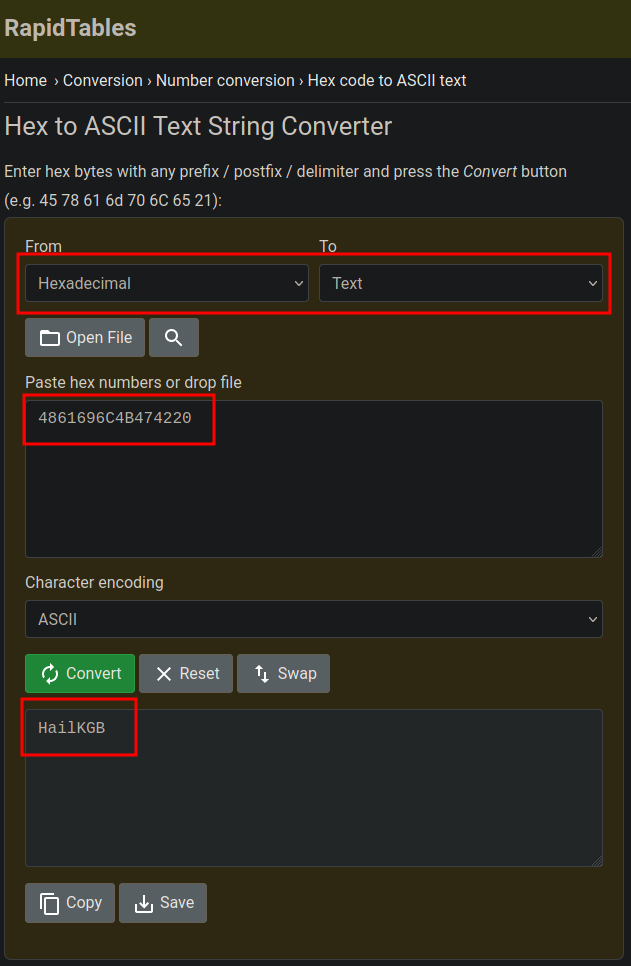 RapidTables
Home › Conversion › Number conversion › Hex code to ASCII text
Hex to ASCII Text String Converter
Enter hex bytes with any prefix / postfix / delimiter and press the Convert button
(e.g. 45 78 61 6d 70 6C 65 21):
From To
Hexadecimal Text
Open File
Paste hex numbers or drop file
4861696C4B474220
Character encoding
ASCII
Convert Reset Swap
HailKGB
Copy Save